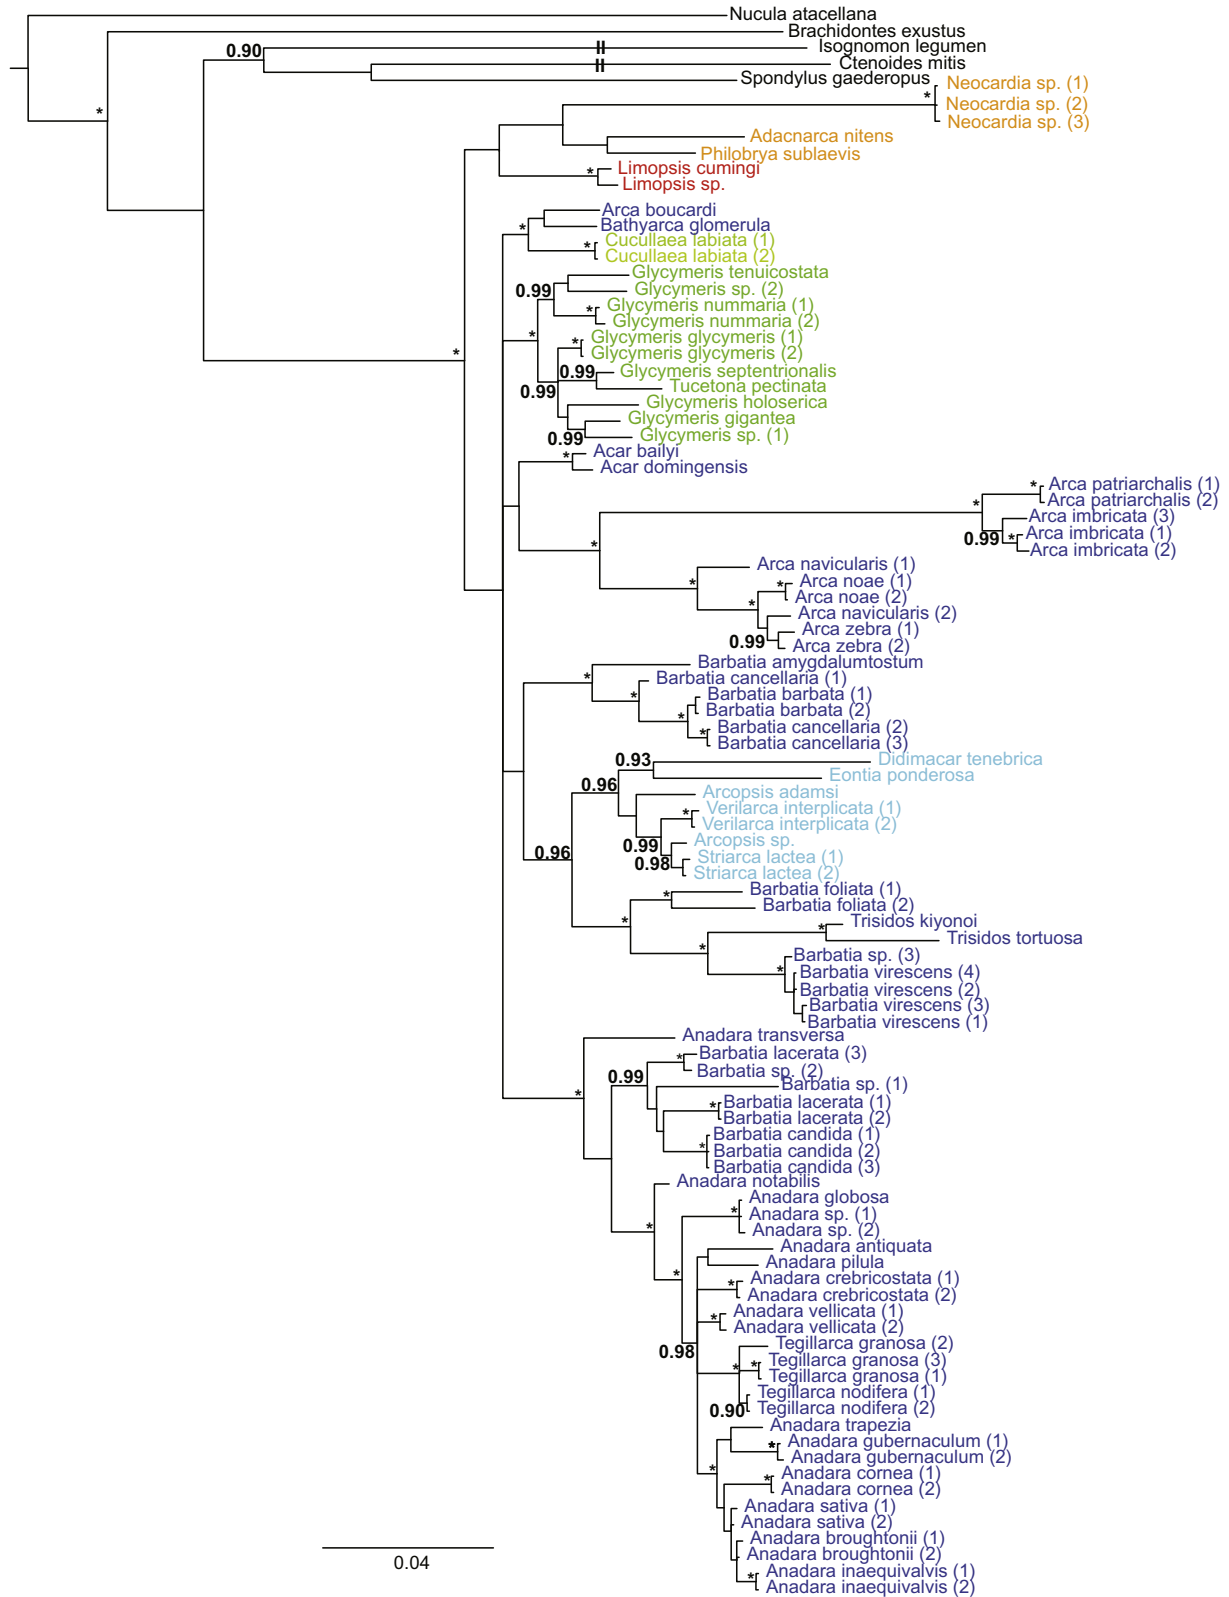 Nucula atacellana
Brachidontes exustus
Isognomon legumen
0.90
Ctenoides mitis
Spondylus gaederopus
Neocardia sp. (1)
*
*
Neocardia sp. (2)
Neocardia sp. (3)
Adacnarca nitens
Philobrya sublaevis
Limopsis cumingi
*
Limopsis sp.
Arca boucardi
Bathyarca glomerula
*
Cucullaea labiata (1)
*
Cucullaea labiata (2)
Glycymeris tenuicostata
0.99
Glycymeris sp. (2)
Glycymeris nummaria (1)
*
Glycymeris nummaria (2)
*
Glycymeris glycymeris (1)
*
*
Glycymeris glycymeris (2)
0.99
Glycymeris septentrionalis
Tucetona pectinata
0.99
Glycymeris holoserica
Glycymeris gigantea
0.99
Glycymeris sp. (1)
Acar bailyi
*
Acar domingensis
*
Arca patriarchalis (1)
Arca patriarchalis (2)
*
Arca imbricata (3)
0.99
*
Arca imbricata (1)
*
Arca imbricata (2)
Arca navicularis (1)
*
*
Arca noae (1)
Arca noae (2)
*
Arca navicularis (2)
Arca zebra (1)
0.99
Arca zebra (2)
Barbatia amygdalumtostum
*
Barbatia cancellaria (1)
*
Barbatia barbata (1)
Barbatia barbata (2)
*
Barbatia cancellaria (2)
*
Barbatia cancellaria (3)
0.93
Didimacar tenebrica
Eontia ponderosa
0.96
Arcopsis adamsi
Verilarca interplicata (1)
*
Verilarca interplicata (2)
0.99
Arcopsis sp.
0.96
0.98
Striarca lactea (1)
Striarca lactea (2)
Barbatia foliata (1)
*
Barbatia foliata (2)
*
Trisidos kiyonoi
*
Trisidos tortuosa
*
Barbatia sp. (3)
*
Barbatia virescens (4)
Barbatia virescens (2)
Barbatia virescens (3)
Barbatia virescens (1)
Anadara transversa
Barbatia lacerata (3)
*
Barbatia sp. (2)
0.99
Barbatia sp. (1)
*
Barbatia lacerata (1)
*
Barbatia lacerata (2)
Barbatia candida (1)
*
Barbatia candida (2)
Barbatia candida (3)
Anadara notabilis
Anadara globosa
*
Anadara sp. (1)
*
Anadara sp. (2)
Anadara antiquata
Anadara pilula
*
Anadara crebricostata (1)
*
Anadara crebricostata (2)
Anadara vellicata (1)
*
Anadara vellicata (2)
0.98
Tegillarca granosa (2)
*
*
Tegillarca granosa (3)
Tegillarca granosa (1)
Tegillarca nodifera (1)
0.90
Tegillarca nodifera (2)
Anadara trapezia
*
Anadara gubernaculum (1)
Anadara gubernaculum (2)
*
Anadara cornea (1)
*
Anadara cornea (2)
Anadara sativa (1)
Anadara sativa (2)
Anadara broughtonii (1)
Anadara broughtonii (2)
*
Anadara inaequivalvis (1)
Anadara inaequivalvis (2)
0.04